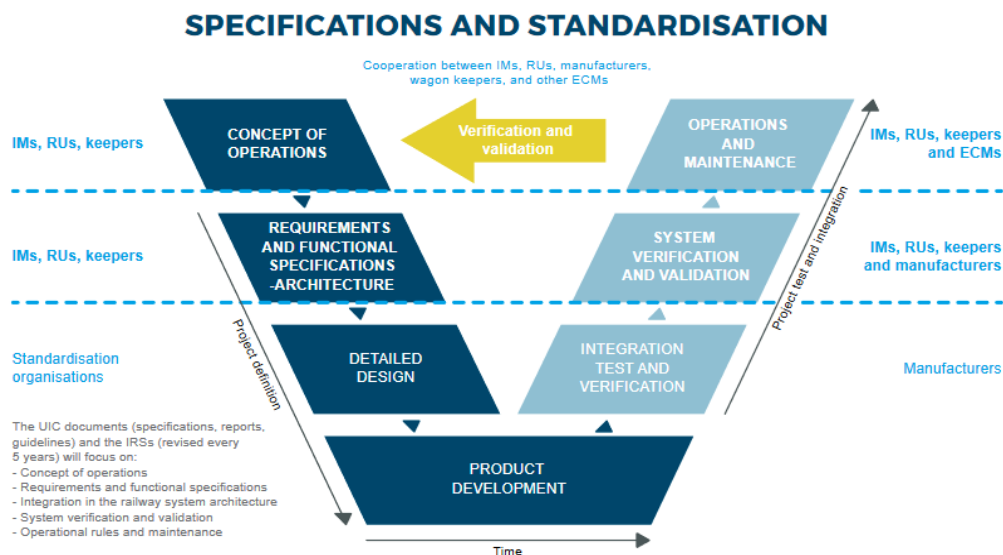 SPECIFICATIONS AND STANDARDISATION
Cooperation between IMs, RUs, manufacturers,
wagon keepers, and other ECMs
IMs, RUs, keepers
CONCEPT OF
OPERATIONS
Verification and
validation
OPERATIONS
AND
MAINTENANCE
IMs, RUs, keepers
and ECMs
IMs, RUs, keepers
REQUIREMENTS
AND FUNCTIONAL
SPECIFICATIONS
-ARCHITECTURE
SYSTEM
VERIFICATION
AND VALIDATION
IMs, RUs, keepers
and manufacturers
Project definition
Project test and integration
Standardisation
organisations
DETAILED
DESIGN
INTEGRATION
TEST AND
VERIFICATION
Manufacturers
The UIC documents (specifications, reports,
guidelines) and the IRSs (revised every
5 years) will focus on:
- Concept of operations
- Requirements and functional specifications
- Integration in the railway system architecture
- System verification and validation
- Operational rules and maintenance
PRODUCT
DEVELOPMENT
Time